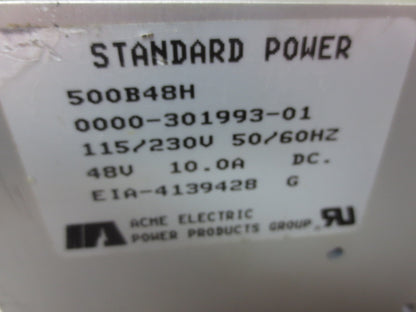 STANDARD POWER
500B48H
0000-301993-01
115/230V 50/60HZ
48V 10.0A DC.
EIA-4139428 G
ACME ELECTRIC
POWER PRODUCTS GROUP.